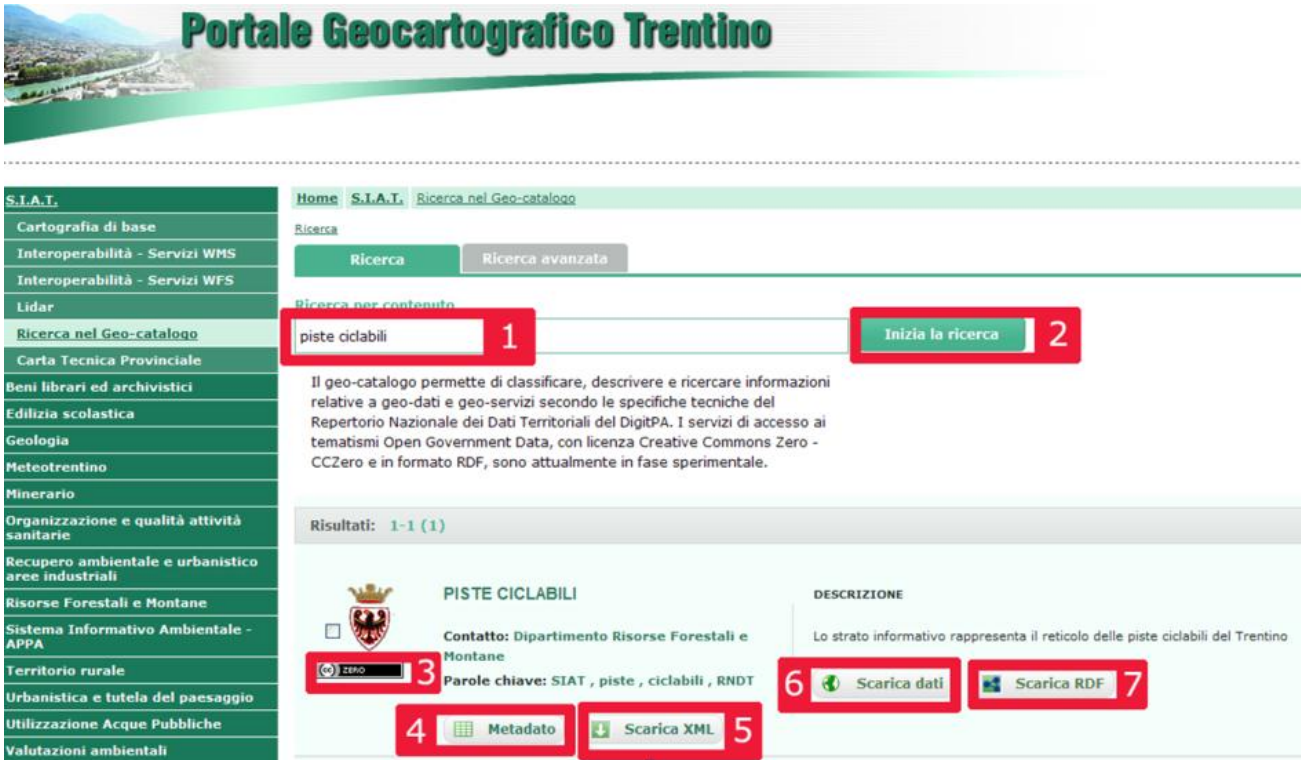 Portale Geocartografico Trentino
S.I.A.T.
Cartografia di base
Interoperabilità - Servizi WMS
Interoperabilità - Servizi WFS
Lidar
Ricerca nel Geo-catalogo
Carta Tecnica Provinciale
Beni librari ed archivistici
Edilizia scolastica
Geologia
Meteotrentino
Minerario
Organizzazione e qualità attività
sanitarie
Recupero ambientale e urbanistico
aree industriali
Risorse Forestali e Montane
Sistema Informativo Ambientale -
APPA
Territorio rurale
Urbanistica e tutela del paesaggio
Utilizzazione Acque Pubbliche
Valutazioni ambientali
Home S.I.A.T. Ricerca nel Geo-catalogo
Ricerca
Ricerca Ricerca avanzata
Ricerca per contenuto
piste ciclabili 1 Inizia la ricerca 2
Il geo-catalogo permette di classificare, descrivere e ricercare informazioni
relative a geo-dati e geo-servizi secondo le specifiche tecniche del
Repertorio Nazionale dei Dati Territoriali del DigitPA. I servizi di accesso ai
tematismi Open Government Data, con licenza Creative Commons Zero -
CCZero e in formato RDF, sono attualmente in fase sperimentale.
Risultati: 1-1 (1)
PISTE CICLABILI
Contatto: Dipartimento Risorse Forestali e
Montane
Parole chiave: SIAT , piste , ciclabili , RNDT
cc ZERO 3
4 Metadato Scarica XML 5
DESCRIZIONE
Lo strato informativo rappresenta il reticolo delle piste ciclabili del Trentino
6 Scarica dati Scarica RDF 7